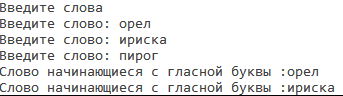 Введите слова
Введите слово: орел
Введите слово: ириска
Введите слово: пирог
Слово начинающиеся с гласной буквы :орел
Слово начинающиеся с гласной буквы :ириска